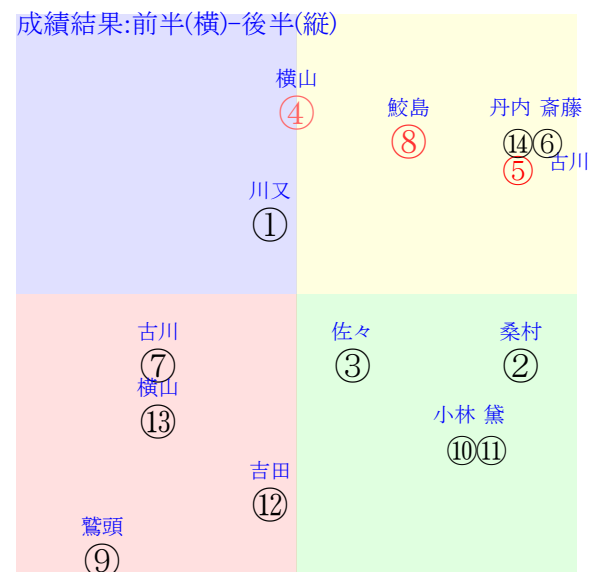 成績結果:前半(横)-後半(縦)
横山
④
鮫島
⑧
丹内 斎藤
⑭⑥
古川
⑤
川又
①
古川
⑦
佐々
③
桑村
②
横山
⑬
小林 黛
⑩⑪
吉田
⑫
鷲頭
⑨